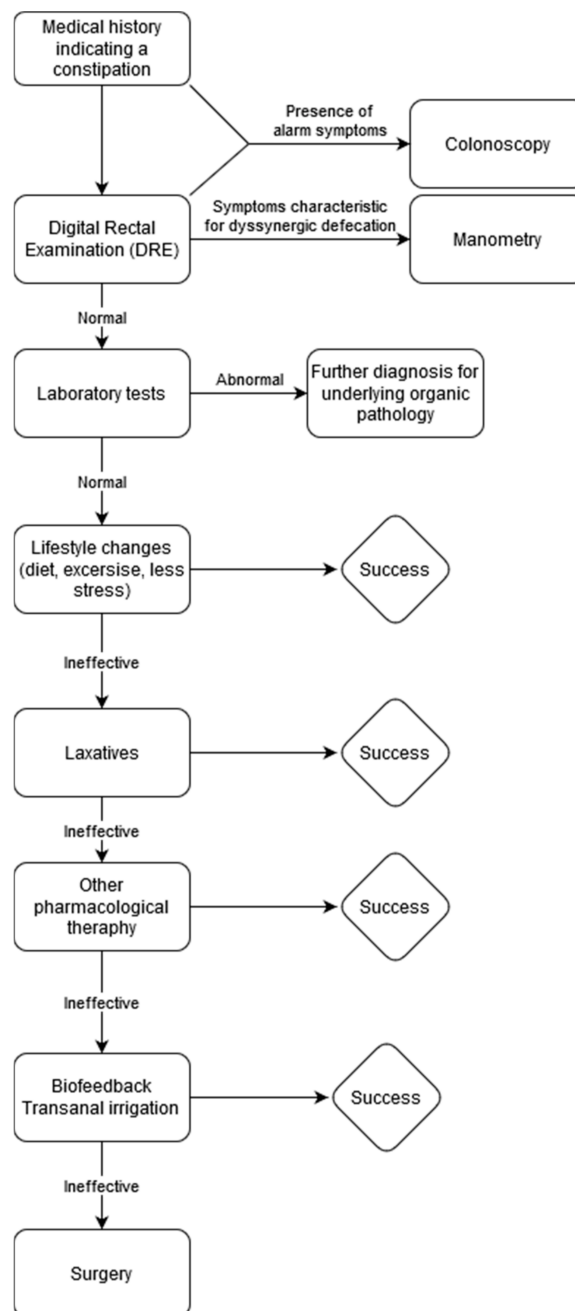 Medical history
indicating a
constipation
Presence of
alarm symptoms
Colonoscopy
Digital Rectal
Examination (DRE)
Symptoms characteristic
for dyssynergic defecation
Manometry
Normal
Laboratory tests
Abnormal
Further diagnosis for
underlying organic
pathology
Normal
Lifestyle changes
(diet, excersise, less
stress)
Success
Ineffective
Laxatives
Success
Ineffective
Other
pharmacological
theraphy
Success
Ineffective
Biofeedback
Transanal irrigation
Success
Ineffective
Surgery